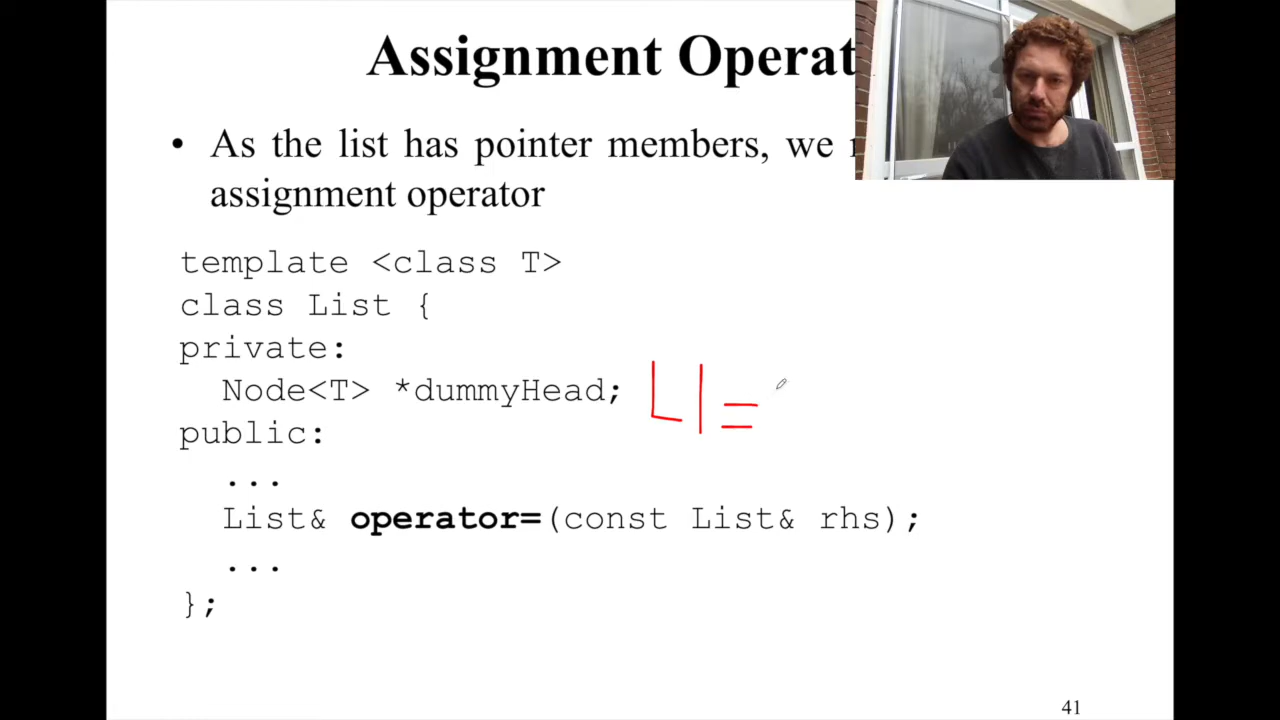 Assignment Operat
• As the list has pointer members, we
assignment operator
template <class T>
class List {
private:
Node<T> *dummyHead; L1 =
public:
...
List& operator=(const List& rhs);
...
};
41